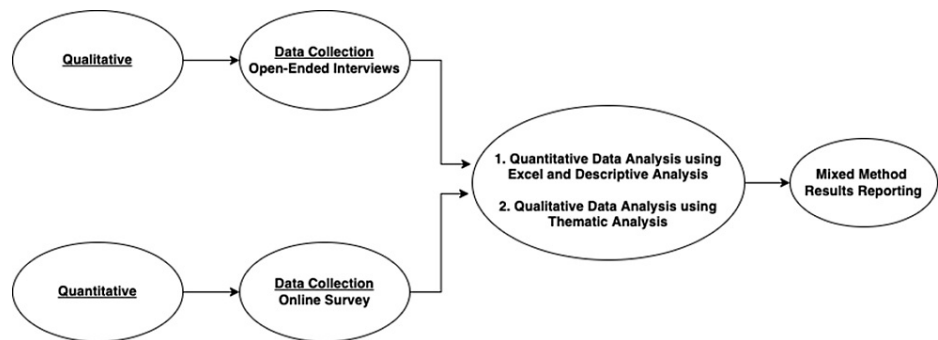 Qualitative
Data Collection
Open-Ended Interviews
1. Quantitative Data Analysis using
Excel and Descriptive Analysis
2. Qualitative Data Analysis using
Thematic Analysis
Mixed Method
Results Reporting
Quantitative
Data Collection
Online Survey